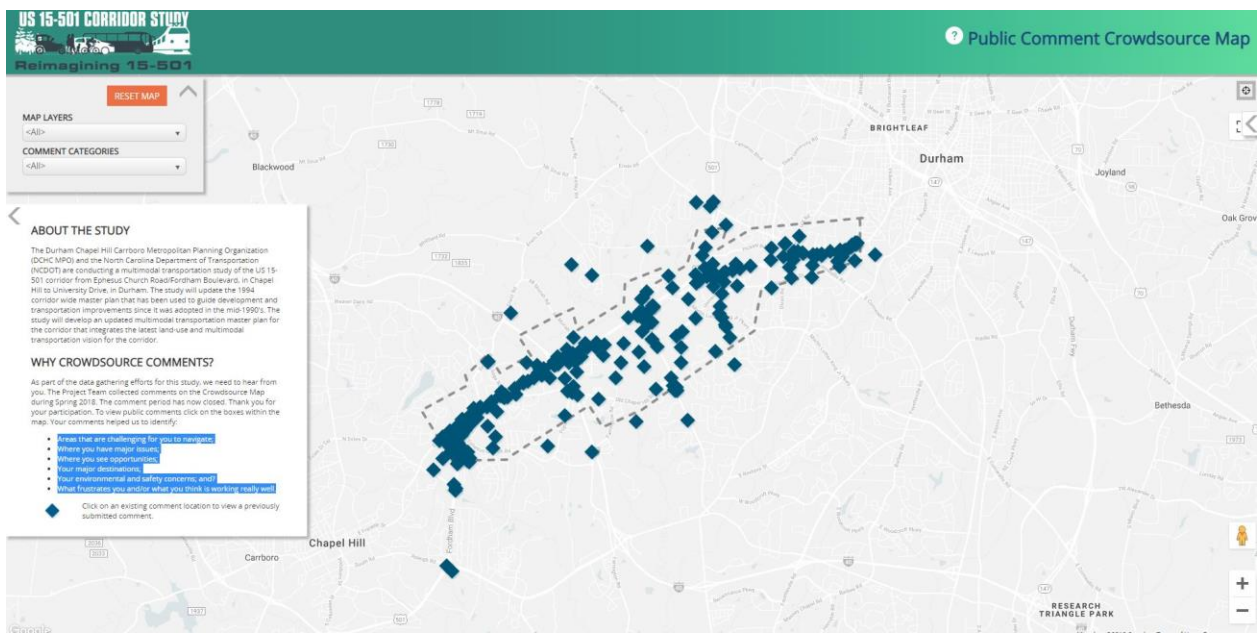 US 15-501 CORRIDOR STUDY
Reimagining 15-501
? Public Comment Crowdsource Map
RESET MAP
MAP LAYERS
<All>
COMMENT CATEGORIES
<All>
ABOUT THE STUDY
The Durham Chapel Hill Carrboro Metropolitan Planning Organization
(DCHC MPO) and the North Carolina Department of Transportation
(NCDOT) are conducting a multimodal transportation study of the US 15-
501 corridor from Ephesus Church Road/Fordham Boulevard, in Chapel
Hill to University Drive, in Durham. The study will update the 1994
corridor wide master plan that has been used to guide development and
transportation improvements since it was adopted in the mid-1990's. The
study will develop an updated multimodal transportation master plan for
the corridor that integrates the latest land-use and multimodal
transportation vision for the corridor.
WHY CROWDSOURCE COMMENTS?
As part of the data gathering efforts for this study, we need to hear from
you. The Project Team collected comments on the Crowdsource Map
during Spring 2018. The comment period has now closed. Thank you for
your participation. To view public comments click on the boxes within the
map. Your comments helped us to identify:
Areas that are challenging for you to navigate;
Where you have major issues;
Where you see opportunities;
Your major destinations;
Your environmental and safety concerns; and?
What frustrates you and/or what you think is working really well.
Click on an existing comment location to view a previously
submitted comment.
Blackwood
BRIGHTLEAF
Durham
Joyland
Oak Grov
Bethesda
Chapel Hill
Carrboro
Fordham Blvd
Durham Fwy
RESEARCH
TRIANGLE PARK
501
147
70
98
Google